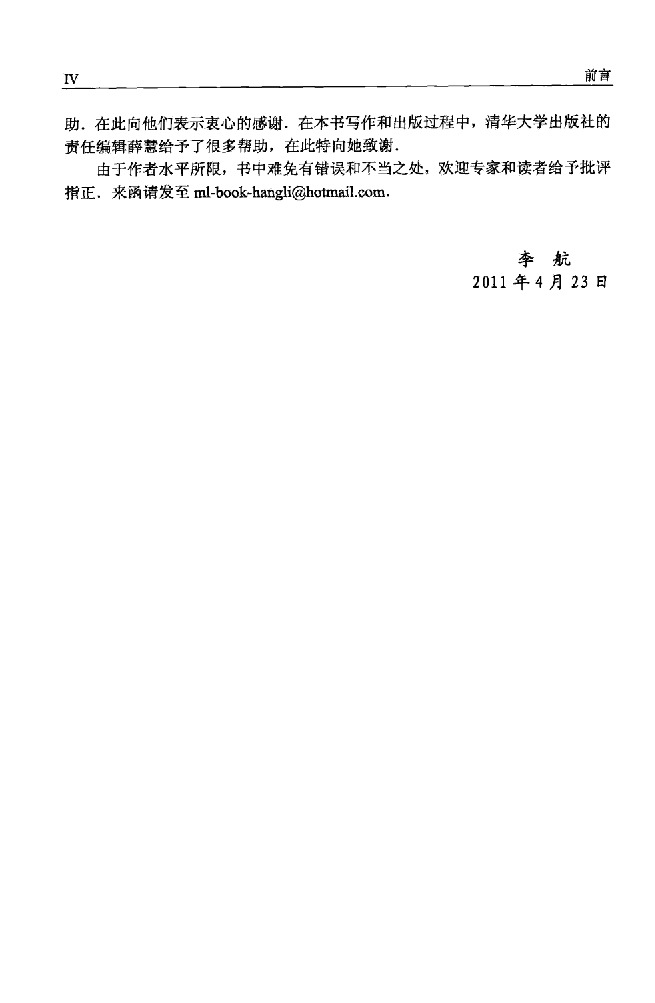 IV 前言
助. 在此向他们表示衷心的感谢. 在本书写作和出版过程中, 清华大学出版社的
责任编辑薛慧给予了很多帮助, 在此特向她致谢.
由于作者水平所限, 书中难免有错误和不当之处, 欢迎专家和读者给予批评
指正. 来函请发至 ml-book-hangli@hotmail.com.
李 航
2011 年 4 月 23 日